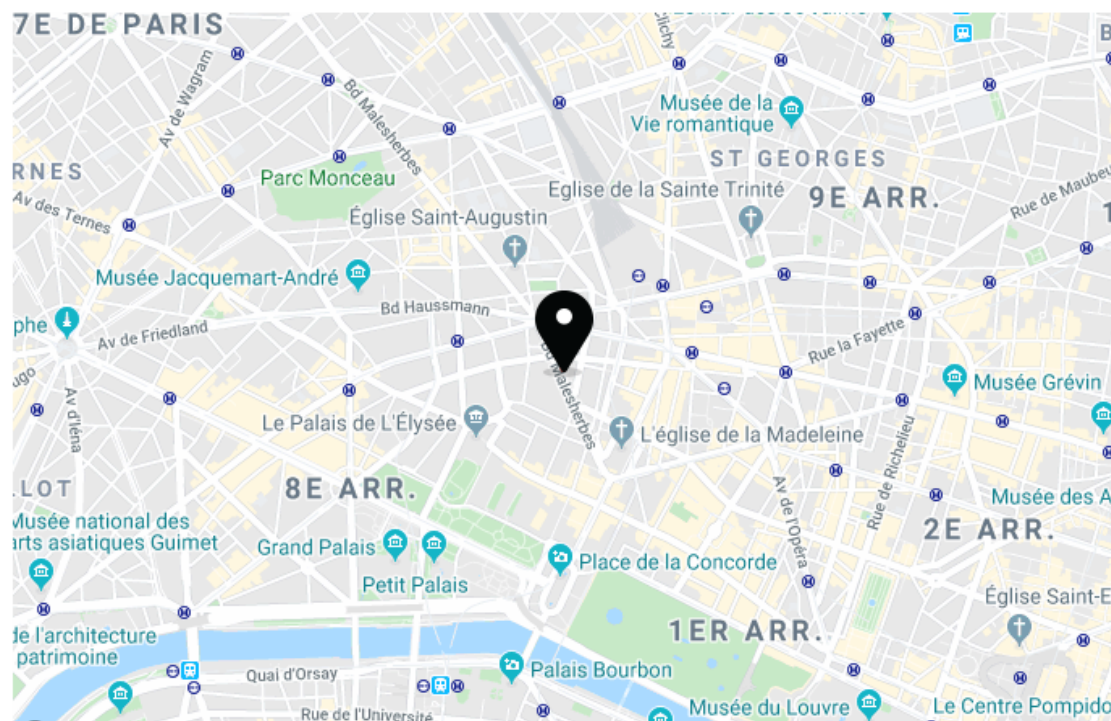 7E DE PARIS
Clichy
B
Av de Wagram
Bd Malesherbes
Musée de la
Vie romantique
ST GEORGES
RNES
Parc Monceau
Eglise de la Sainte Trinité
9E ARR.
Rue de Maubeu
Av des Ternes
Église Saint-Augustin
1
Musée Jacquemart-André
Bd Haussmann
phe
Av de Friedland
Rue la Fayette
ugo
Bd Malesherbes
Musée Grévin
Av d'Iéna
Le Palais de L'Élysée
L'église de la Madeleine
Rue de Richelieu
LLOT
8E ARR.
Av de l'Opéra
Musée des A
Musée national des
arts asiatiques Guimet
2E ARR.
Grand Palais
Place de la Concorde
Petit Palais
Église Saint-E
de l'architecture
patrimoine
1ER ARR.
Quai d'Orsay
Palais Bourbon
Rue de l'Université
Musée du Louvre
Le Centre Pompido